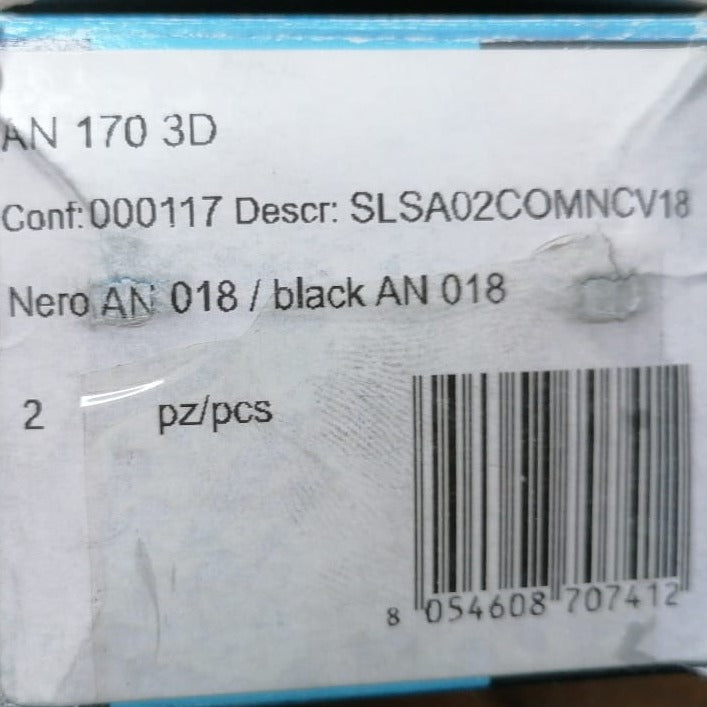 AN 170 3D
Conf:000117 Descr: SLSA02COMNCV18
Nero AN 018 / black AN 018
2 pz/pcs
8 054608 707412